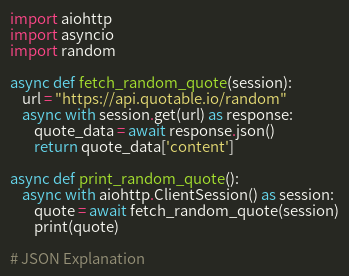 import aiohttp
import asyncio
import random

async def fetch_random_quote(session):
    url = "https://api.quotable.io/random"
    async with session.get(url) as response:
        quote_data = await response.json()
        return quote_data['content']

async def print_random_quote():
    async with aiohttp.ClientSession() as session:
        quote = await fetch_random_quote(session)
        print(quote)

# JSON Explanation